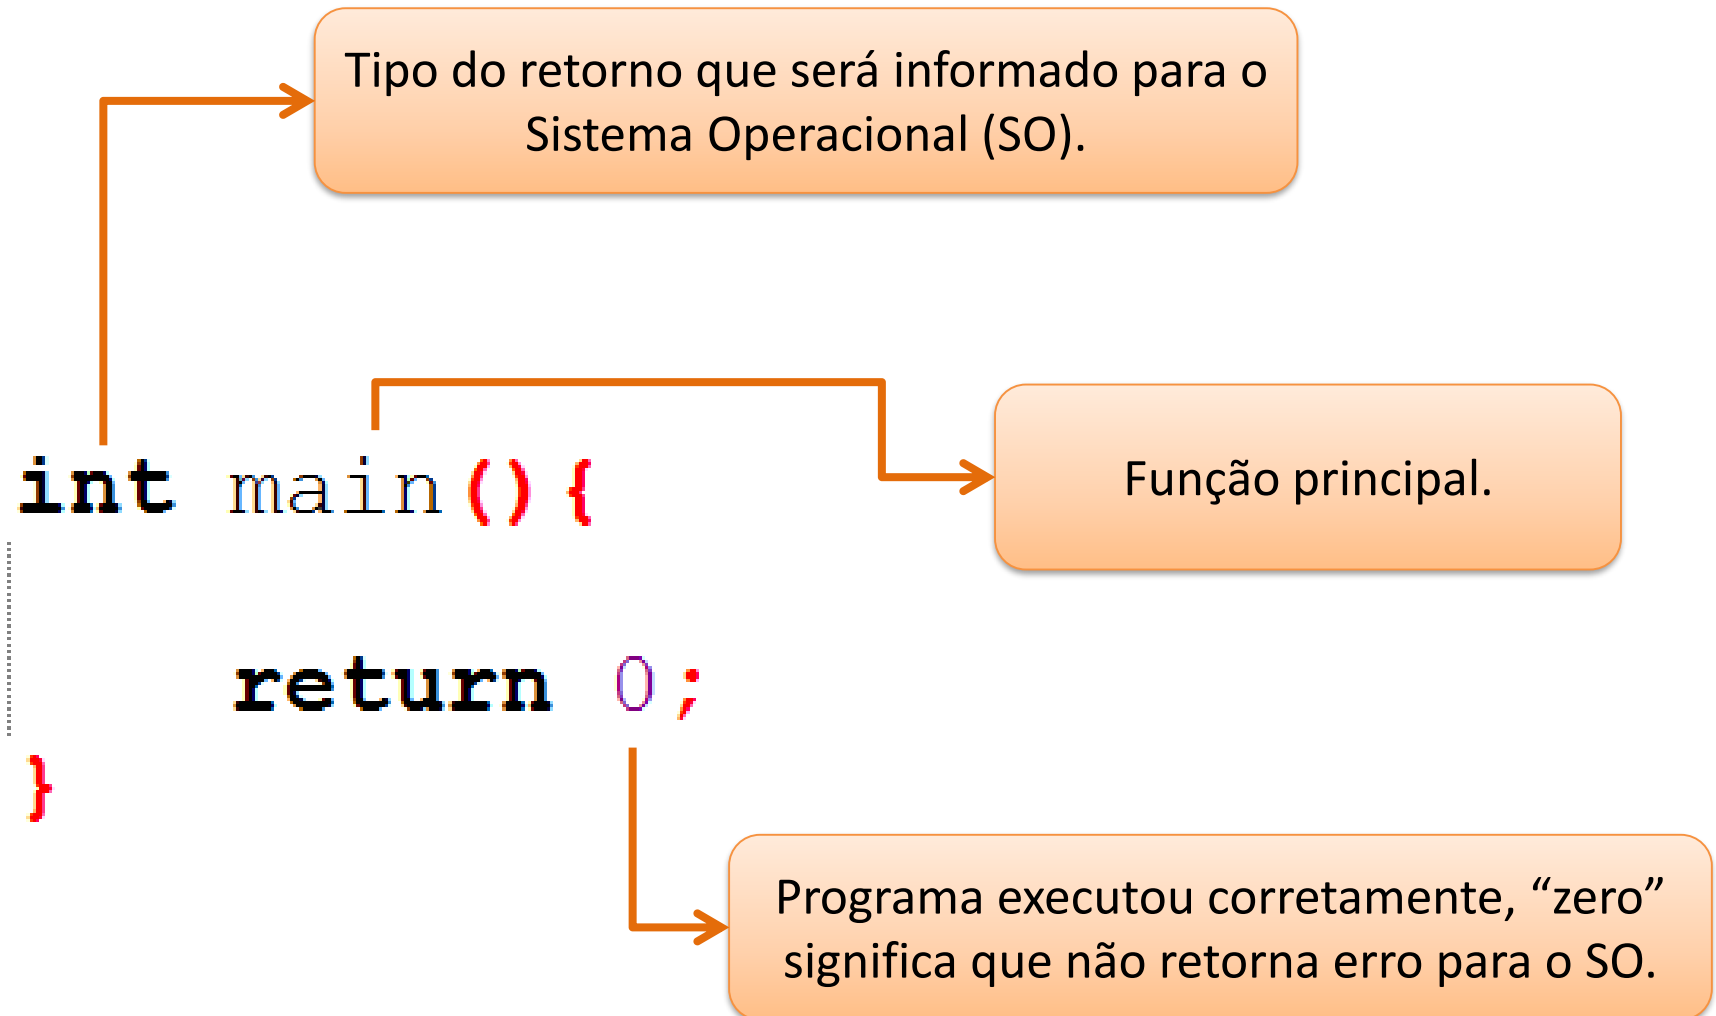 Tipo do retorno que será informado para o
Sistema Operacional (SO).
int main(){
Função principal.
return 0;
}
Programa executou corretamente, “zero”
significa que não retorna erro para o SO.